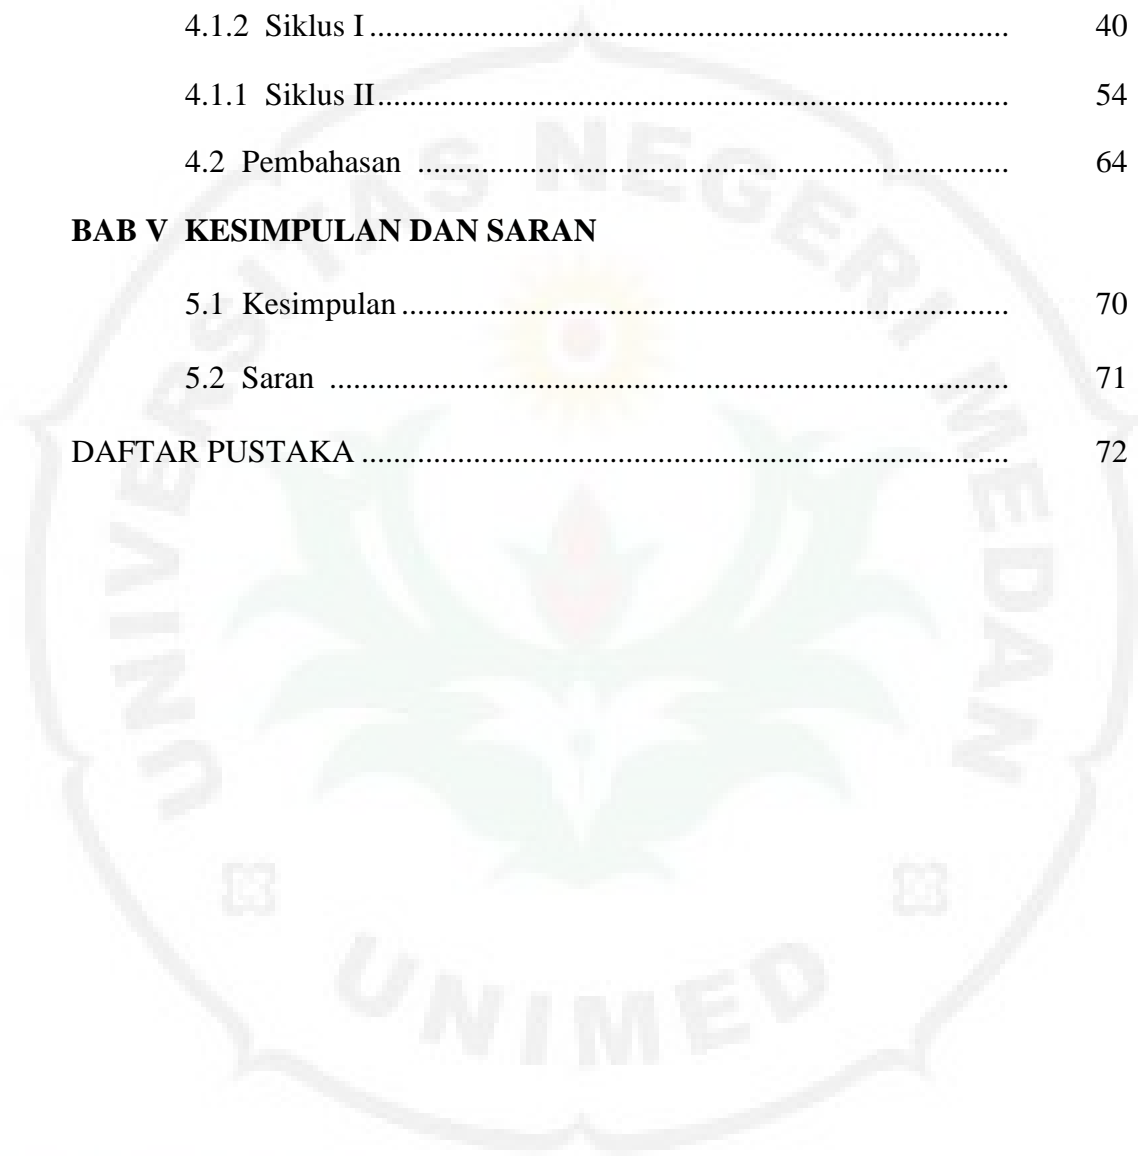 4.1.2 Siklus I ................................................................................ 40
4.1.1 Siklus II ............................................................................... 54
4.2 Pembahasan .......................................................................... 64
BAB V KESIMPULAN DAN SARAN
5.1 Kesimpulan ............................................................................ 70
5.2 Saran ..................................................................................... 71
DAFTAR PUSTAKA ................................................................................. 72
UNIVERSITAS NEGERI MEDAN
UNIMED